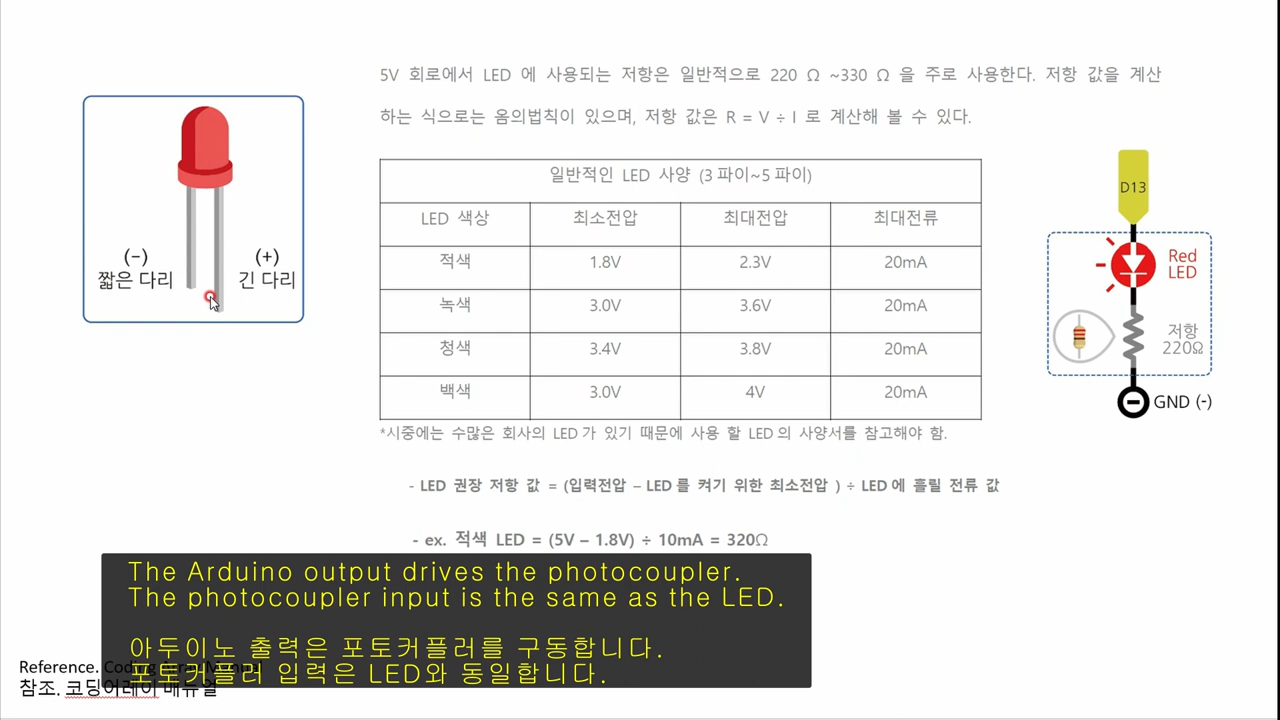 5V 회로에서 LED 에 사용되는 저항은 일반적으로 220 Ω ~330 Ω 을 주로 사용한다. 저항 값을 계산
하는 식으로는 옴의법칙이 있으며, 저항 값은 R = V ÷ I 로 계산해 볼 수 있다.
(-)
짧은 다리
(+)
긴 다리
일반적인 LED 사양 (3 파이~5 파이)
LED 색상 최소전압 최대전압 최대전류
적색 1.8V 2.3V 20mA
녹색 3.0V 3.6V 20mA
청색 3.4V 3.8V 20mA
백색 3.0V 4V 20mA
*시중에는 수많은 회사의 LED 가 있기 때문에 사용 할 LED 의 사양서를 참고해야 함.
D13
Red
LED
저항
220Ω
GND (-)
- LED 권장 저항 값 = (입력전압 – LED 를 켜기 위한 최소전압 ) ÷ LED 에 흘릴 전류 값
- ex. 적색 LED = (5V – 1.8V) ÷ 10mA = 320Ω
The Arduino output drives the photocoupler.
The photocoupler input is the same as the LED.
아두이노 출력은 포토커플러를 구동합니다.
포토커플러 입력은 LED와 동일합니다.
Reference.
참조. 코딩어레이 매뉴얼